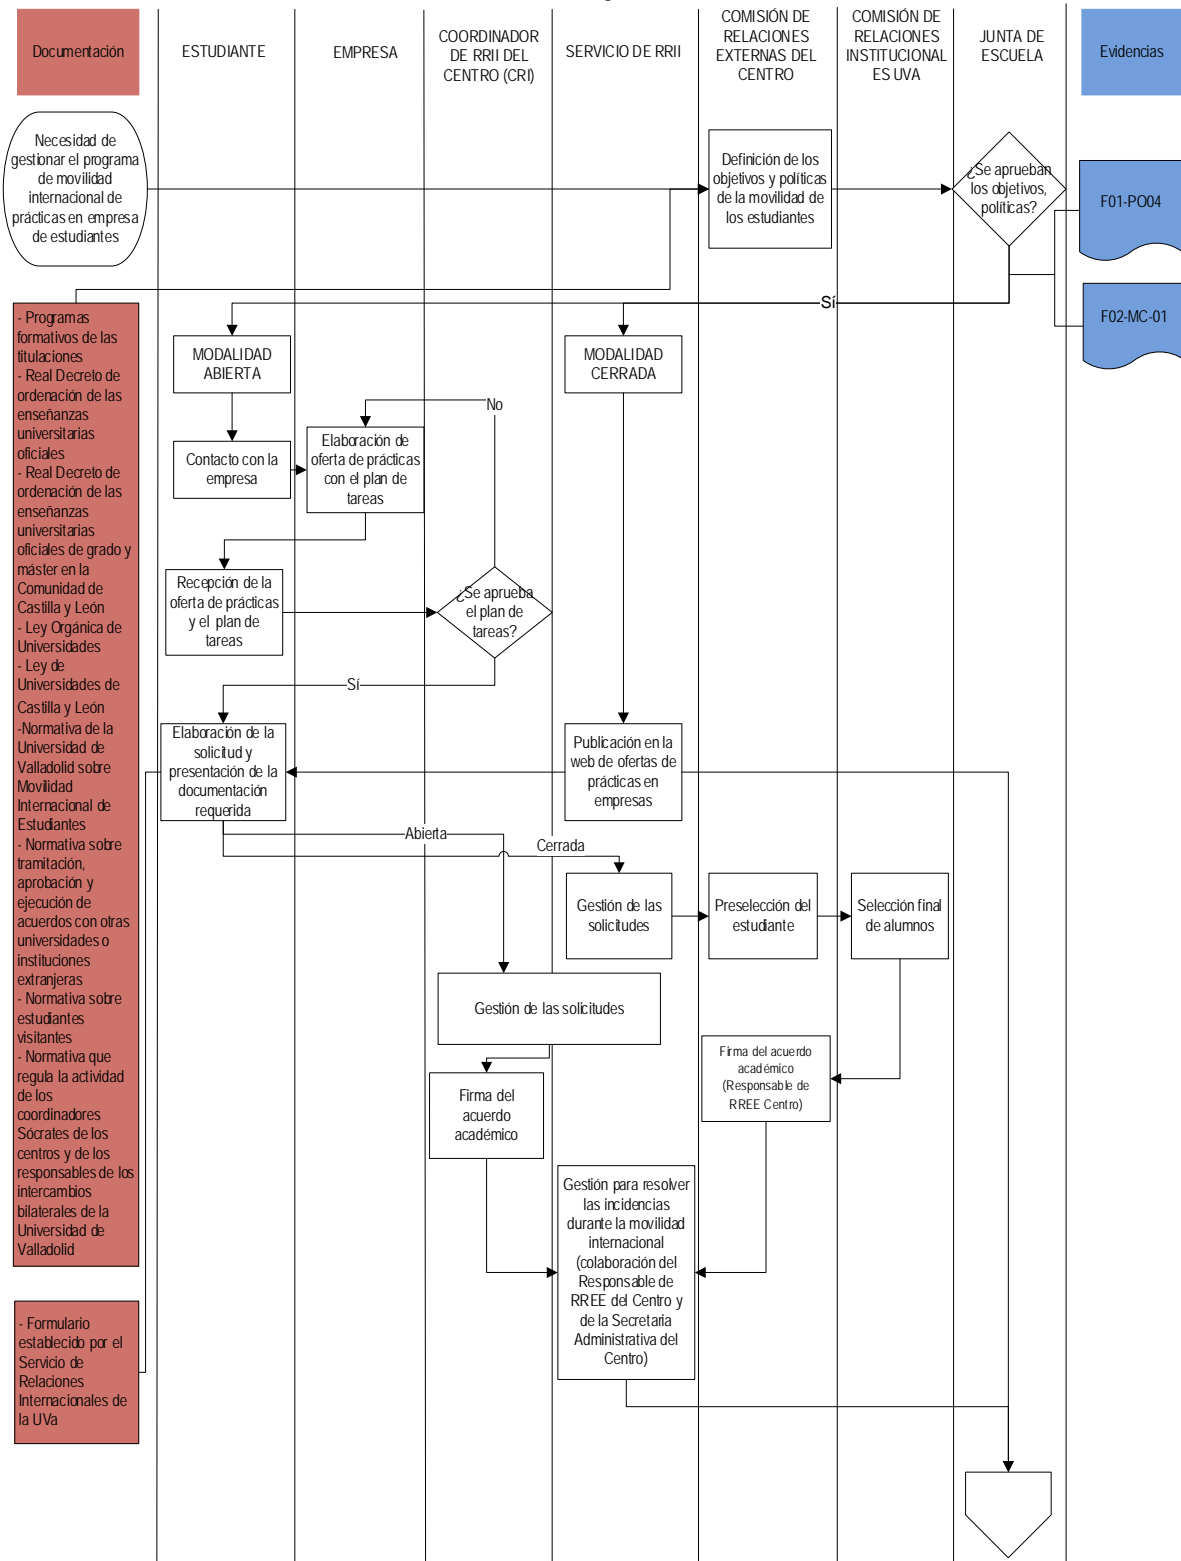 Documentación
ESTUDIANTE
EMPRESA
COORDINADOR
DE RRII DEL
CENTRO (CRI)
SERVICIO DE RRII
COMISIÓN DE
RELACIONES
EXTERNAS DEL
CENTRO
COMISIÓN DE
RELACIONES
INSTITUCIONAL
ES UVA
JUNTA DE
ESCUELA
Evidencias
Necesidad de
gestionar el programa
de movilidad
internacional de
prácticas en empresa
de estudiantes
Definición de los
objetivos y políticas
de la movilidad de
los estudiantes
¿Se aprueban
los objetivos,
políticas?
F01-PO04
F02-MC-01
Sí
- Programas
formativos de las
titulaciones
- Real Decreto de
ordenación de las
enseñanzas
universitarias
oficiales
- Real Decreto de
ordenación de las
enseñanzas
universitarias
oficiales de grado y
máster en la
Comunidad de
Castilla y León
- Ley Orgánica de
Universidades
- Ley de
Universidades de
Castilla y León
-Normativa de la
Universidad de
Valladolid sobre
Movilidad
Internacional de
Estudiantes
- Normativa sobre
tramitación,
aprobación y
ejecución de
acuerdos con otras
universidades o
instituciones
extranjeras
- Normativa sobre
estudiantes
visitantes
- Normativa que
regula la actividad
de los
coordinadores
Sócrates de los
centros y de los
responsables de los
intercambios
bilaterales de la
Universidad de
Valladolid
MODALIDAD
ABIERTA
MODALIDAD
CERRADA
No
Contacto con la
empresa
Elaboración de
oferta de prácticas
con el plan de
tareas
Recepción de la
oferta de prácticas
y el plan de
tareas
¿Se aprueba
el plan de
tareas?
Sí
Elaboración de la
solicitud y
presentación de la
documentación
requerida
Publicación en la
web de ofertas de
prácticas en
empresas
Abierta
Cerrada
Gestión de las
solicitudes
Preselección del
estudiante
Selección final
de alumnos
Gestión de las solicitudes
Firma del acuerdo
académico
(Responsable de
RREE Centro)
Firma del
acuerdo
académico
Gestión para resolver
las incidencias
durante la movilidad
internacional
(colaboración del
Responsable de
RREE del Centro y
de la Secretaria
Administrativa del
Centro)
- Formulario
establecido por el
Servicio de
Relaciones
Internacionales de
la UVa